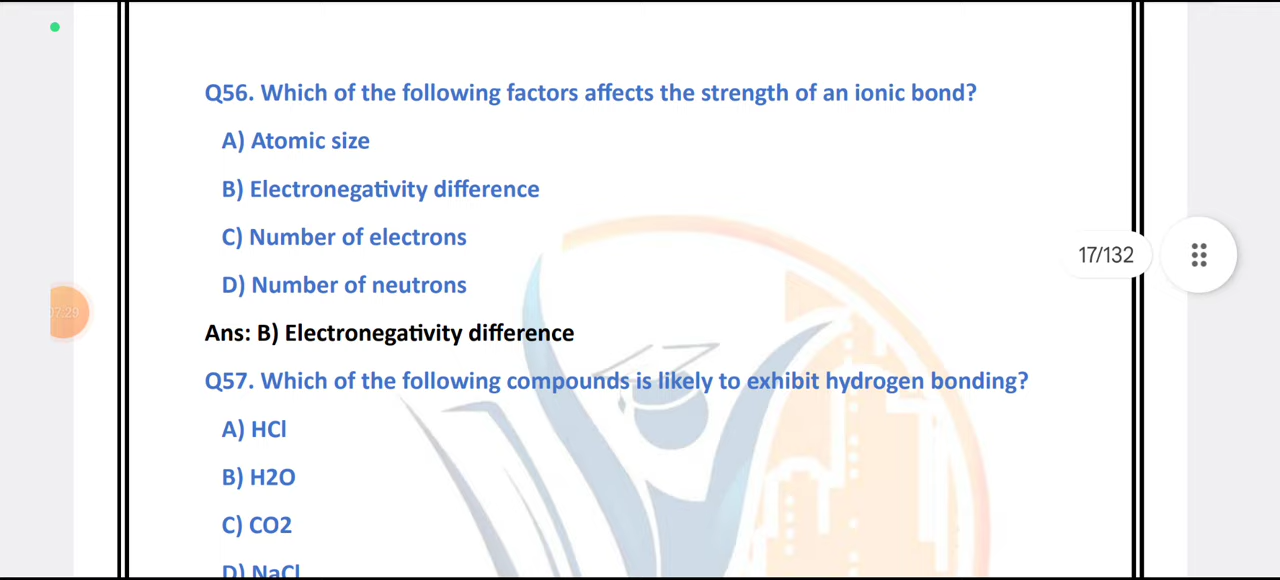 Q56. Which of the following factors affects the strength of an ionic bond?
A) Atomic size
B) Electronegativity difference
C) Number of electrons
17/132
D) Number of neutrons
07:29
Ans: B) Electronegativity difference
Q57. Which of the following compounds is likely to exhibit hydrogen bonding?
A) HCl
B) H2O
C) CO2
D) NaCl